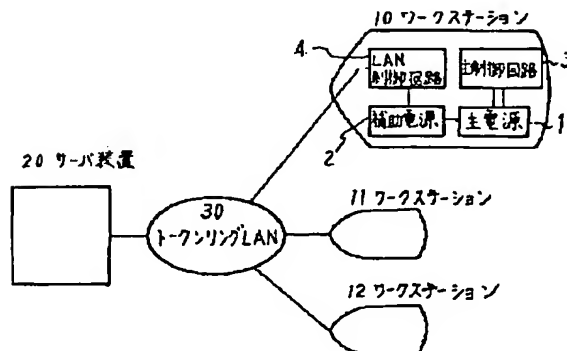 10 ワークステーション
4.
LAN
制御回路
主制御回路
3
補助電源
主電源
1
2
20 サーバ装置
30
トークンリングLAN
11 ワークステーション
12 ワークステーション